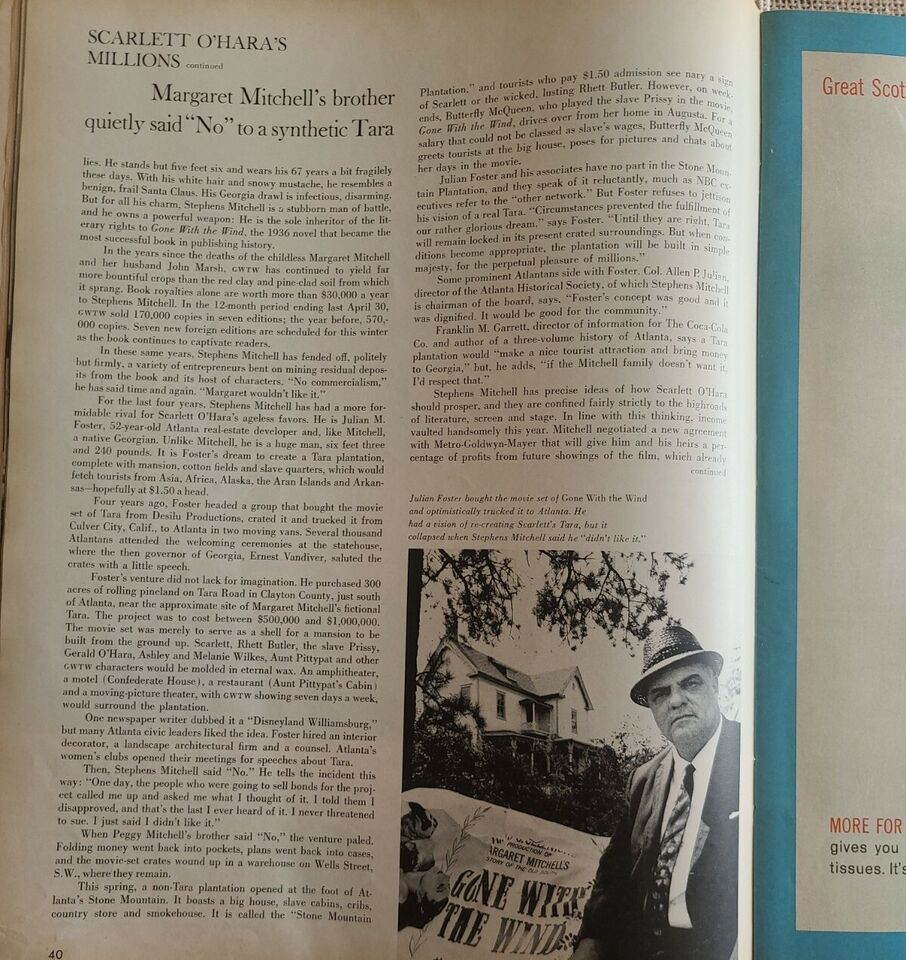 SCARLETT O'HARA'S
MILLIONS continued
Margaret Mitchell's brother
quietly said "No" to a synthetic Tara
lies. He stands but five feet six and wears his 67 years a bit fragilely
these days. With his white hair and snowy mustache, he resembles a
benign, frail Santa Claus. His Georgia drawl is infectious, disarming.
But for all his charm, Stephens Mitchell is a stubborn man of battle,
and he owns a powerful weapon: He is the sole inheritor of the lit-
erary rights to Gone With the Wind, the 1936 novel that became the
most successful book in publishing history.
In the years since the deaths of the childless Margaret Mitchell
and her husband John Marsh, GWTW has continued to yield far
more bountiful crops than the red clay and pine-clad soil from which
it sprang. Book royalties alone are worth more than $30,000 a year
to Stephens Mitchell. In the 12-month period ending last April 30,
GWTW sold 170,000 copies in seven editions; the year before, 570,-
000 copies. Seven new foreign editions are scheduled for this winter
as the book continues to captivate readers.
In these same years, Stephens Mitchell has fended off, politely
but firmly, a variety of entrepreneurs bent on mining residual depos-
its from the book and its host of characters. "No commercialism,"
he has said time and again. "Margaret wouldn't like it."
For the last four years, Stephens Mitchell has had a more for-
midable rival for Scarlett O'Hara's ageless favors. He is Julian M.
Foster, 52-year-old Atlanta real-estate developer and, like Mitchell,
a native Georgian. Unlike Mitchell, he is a huge man, six feet three
and 240 pounds. It is Foster's dream to create a Tara plantation,
complete with mansion, cotton fields and slave quarters, which would
fetch tourists from Asia, Africa, Alaska, the Aran Islands and Arkan-
sas—hopefully at $1.50 a head.
Four years ago, Foster headed a group that bought the movie
set of Tara from Desilu Productions, crated it and trucked it from
Culver City, Calif., to Atlanta in two moving vans. Several thousand
Atlantans attended the welcoming ceremonies at the statehouse,
where the then governor of Georgia, Ernest Vandiver, saluted the
crates with a little speech.
Foster's venture did not lack for imagination. He purchased 300
acres of rolling pineland on Tara Road in Clayton County, just south
of Atlanta, near the approximate site of Margaret Mitchell's fictional
Tara. The project was to cost between $500,000 and $1,000,000.
The movie set was merely to serve as a shell for a mansion to be
built from the ground up. Scarlett, Rhett Butler, the slave Prissy,
Gerald O'Hara, Ashley and Melanie Wilkes, Aunt Pittypat and other
GWTW characters would be molded in eternal wax. An amphitheater,
a motel (Confederate House), a restaurant (Aunt Pittypat's Cabin)
and a moving-picture theater, with GWTW showing seven days a week,
would surround the plantation.
One newspaper writer dubbed it a "Disneyland Williamsburg,"
but many Atlanta civic leaders liked the idea. Foster hired an interior
decorator, a landscape architectural firm and a counsel. Atlanta's
women's clubs opened their meetings for speeches about Tara.
Then, Stephens Mitchell said "No." He tells the incident this
way: "One day, the people who were going to sell bonds for the proj-
ect called me up and asked me what I thought of it. I told them I
disapproved, and that's the last I ever heard of it. I never threatened
to sue. I just said I didn't like it."
When Peggy Mitchell's brother said "No," the venture paled.
Folding money went back into pockets, plans went back into cases,
and the movie-set crates wound up in a warehouse on Wells Street,
S.W., where they remain.
This spring, a non-Tara plantation opened at the foot of At-
lanta's Stone Mountain. It boasts a big house, slave cabins, cribs,
country store and smokehouse. It is called the "Stone Mountain
40
Plantation," and tourists who pay $1.50 admission see nary a sign
of Scarlett or the wicked, lusting Rhett Butler. However, on week-
ends, Butterfly McQueen, who played the slave Prissy in the movie,
Gone With the Wind, drives over from her home in Augusta. For a
salary that could not be classed as slave's wages, Butterfly McQueen
greets tourists at the big house, poses for pictures and chats about
her days in the movie.
Julian Foster and his associates have no part in the Stone Moun-
tain Plantation, and they speak of it reluctantly, much as NBC ex-
ecutives refer to the "other network." But Foster refuses to jettison
his vision of a real Tara. "Circumstances prevented the fulfillment of
our rather glorious dream," says Foster. "Until they are right, Tara
will remain locked in its present crated surroundings. But when con-
ditions become appropriate, the plantation will be built in simple
majesty, for the perpetual pleasure of millions."
Some prominent Atlantans side with Foster. Col. Allen P. Julian,
director of the Atlanta Historical Society, of which Stephens Mitchell
is chairman of the board, says. "Foster's concept was good and it
was dignified. It would be good for the community."
Franklin M. Garrett, director of information for The Coca-Cola
Co. and author of a three-volume history of Atlanta, says a Tara
plantation would "make a nice tourist attraction and bring money
to Georgia," but, he adds, "if the Mitchell family doesn't want it,
I'd respect that."
Stephens Mitchell has precise ideas of how Scarlett O'Hara
should prosper, and they are confined fairly strictly to the highroads
of literature, screen and stage. In line with this thinking, income
vaulted handsomely this year. Mitchell negotiated a new agreement
with Metro-Goldwyn-Mayer that will give him and his heirs a per-
centage of profits from future showings of the film, which already
continued
Julian Foster bought the movie set of Gone With the Wind
and optimistically trucked it to Atlanta. He
had a vision of re-creating Scarlett's Tara, but it
collapsed when Stephens Mitchell said he "didn't like it."
PRODUCTION OF
ARGARET MITCHELL'S
STORY OF THE OLD SOUTH
GONE WITH
THE WIND
Great Scot
MORE FOR
gives you
tissues. It's